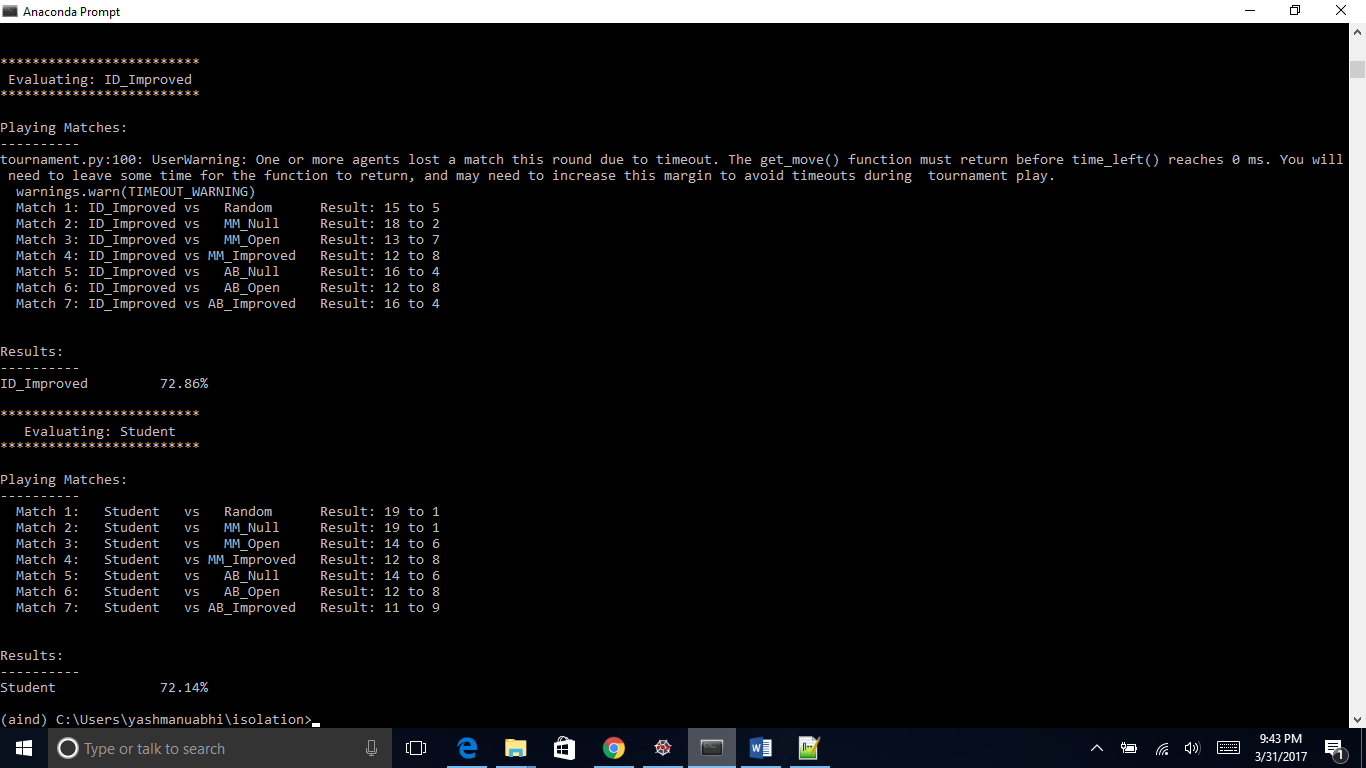 Anaconda Prompt
**************************
Evaluating: ID_Improved
**************************
Playing Matches:
----------
tournament.py:100: UserWarning: One or more agents lost a match this round due to timeout. The get_move() function must return before time_left() reaches 0 ms. You will
need to leave some time for the function to return, and may need to increase this margin to avoid timeouts during  tournament play.
warnings.warn(TIMEOUT_WARNING)
Match 1: ID_Improved vs   Random      Result: 15 to 5
Match 2: ID_Improved vs   MM_Null     Result: 18 to 2
Match 3: ID_Improved vs   MM_Open     Result: 13 to 7
Match 4: ID_Improved vs MM_Improved   Result: 12 to 8
Match 5: ID_Improved vs   AB_Null     Result: 16 to 4
Match 6: ID_Improved vs   AB_Open     Result: 12 to 8
Match 7: ID_Improved vs AB_Improved   Result: 16 to 4
Results:
----------
ID_Improved         72.86%
**************************
Evaluating: Student
**************************
Playing Matches:
----------
Match 1:   Student   vs   Random      Result: 19 to 1
Match 2:   Student   vs   MM_Null     Result: 19 to 1
Match 3:   Student   vs   MM_Open     Result: 14 to 6
Match 4:   Student   vs MM_Improved   Result: 12 to 8
Match 5:   Student   vs   AB_Null     Result: 14 to 6
Match 6:   Student   vs   AB_Open     Result: 12 to 8
Match 7:   Student   vs AB_Improved   Result: 11 to 9
Results:
----------
Student             72.14%
(aind) C:\Users\yashmanuabhi\isolation>
Type or talk to search
9:43 PM
3/31/2017
1